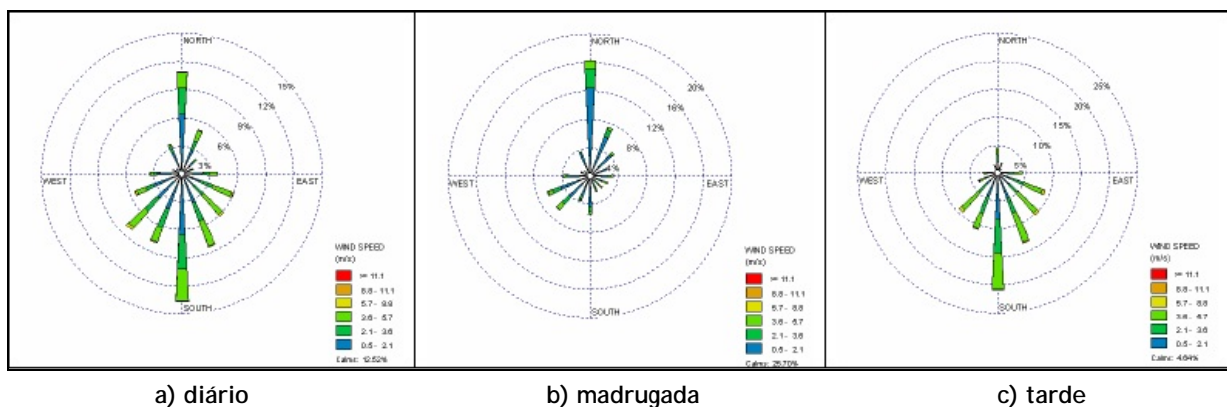 NORTH
15%
12%
9%
6%
3%
WEST
EAST
SOUTH
WIND SPEED
(m/s)
>= 11.1
8.8 - 11.1
5.7 - 8.8
3.6 - 5.7
2.1 - 3.6
0.5 - 2.1
Calms: 12.52%
NORTH
20%
16%
12%
8%
4%
WEST
EAST
SOUTH
WIND SPEED
(m/s)
>= 11.1
8.8 - 11.1
5.7 - 8.8
3.6 - 5.7
2.1 - 3.6
0.5 - 2.1
NORTH
25%
20%
15%
10%
5%
WEST
EAST
SOUTH
WIND SPEED
(m/s)
>= 11.1
8.8 - 11.1
5.7 - 8.8
3.6 - 5.7
2.1 - 3.6
0.5 - 2.1
Calms: 4.64%
a) diário
b) madrugada
c) tarde